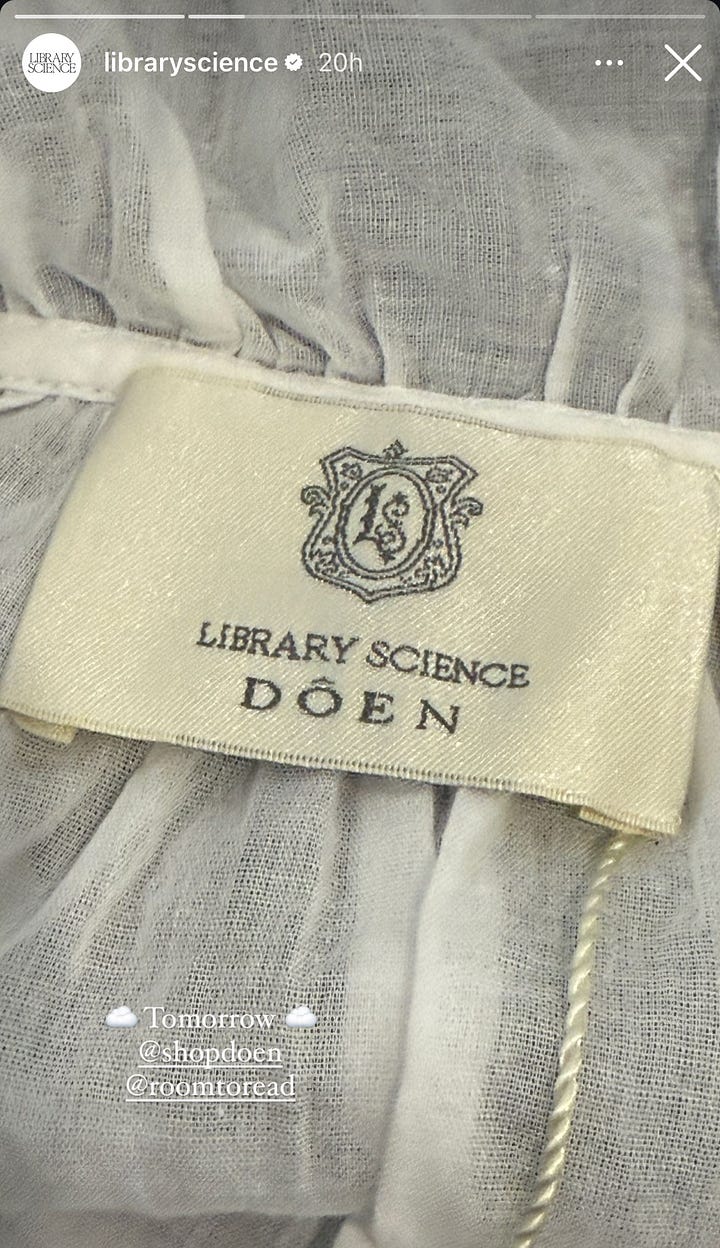 LIBRARY
SCIENCE
libraryscience 20h
LS
LIBRARY SCIENCE
DÔEN
☁️ Tomorrow ☁️
@shopdoen
@roomtoread